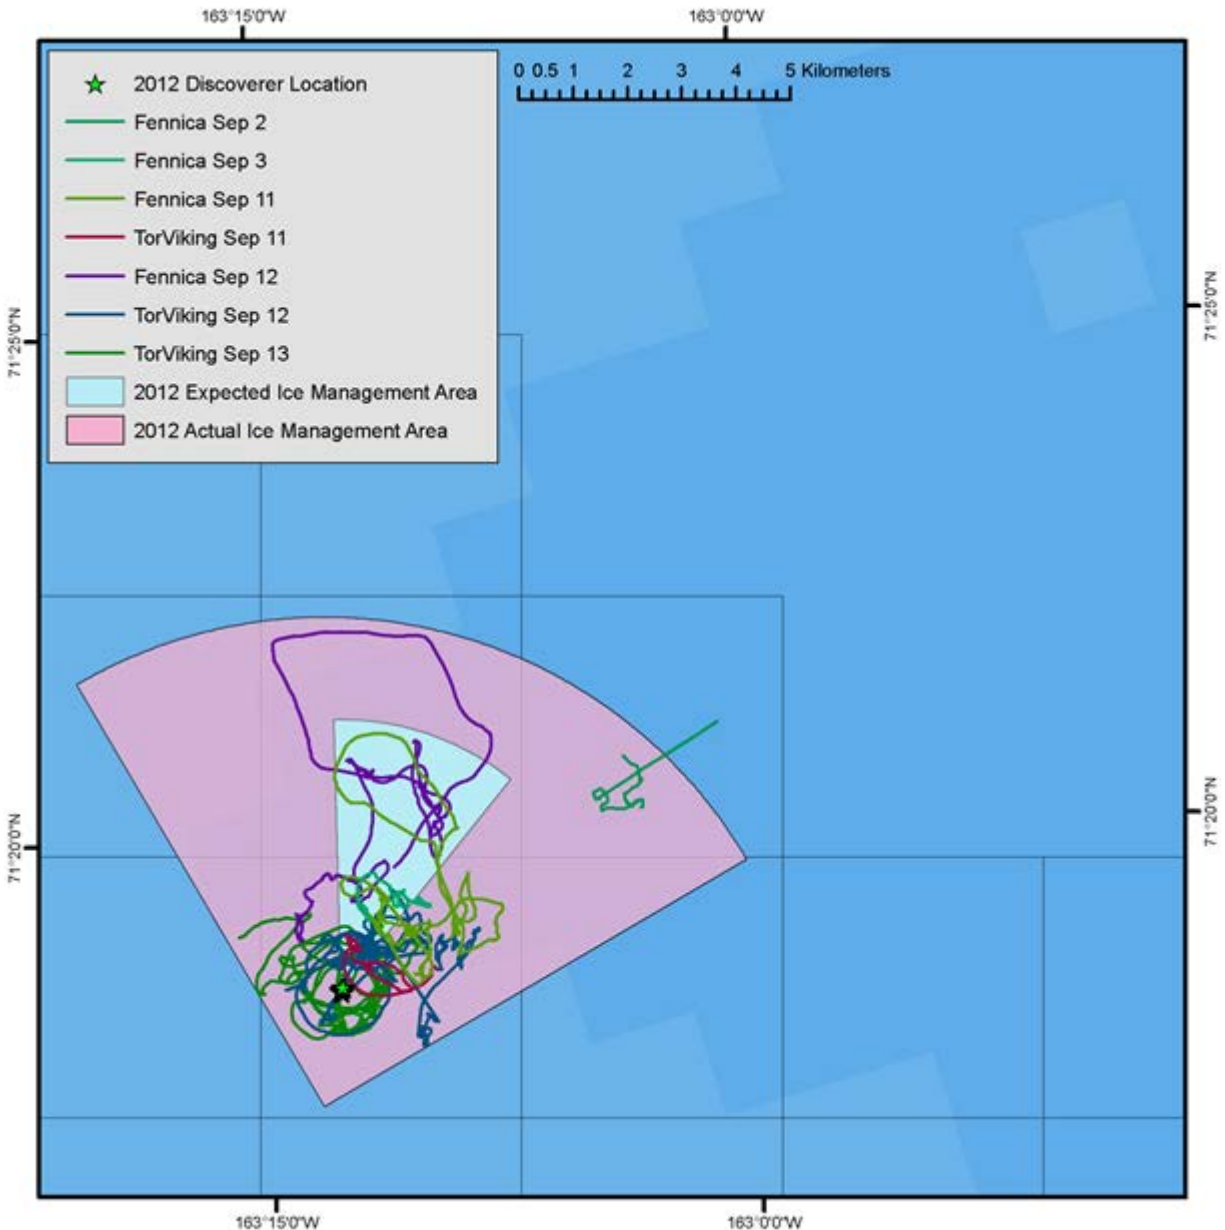 163°15'0"W 163°0'0"W
0 0.5 1 2 3 4 5 Kilometers
2012 Discoverer Location
Fennica Sep 2
Fennica Sep 3
Fennica Sep 11
TorViking Sep 11
Fennica Sep 12
TorViking Sep 12
TorViking Sep 13
2012 Expected Ice Management Area
2012 Actual Ice Management Area
71°25'0"N
71°25'0"N
71°20'0"N
71°20'0"N
163°15'0"W 163°0'0"W